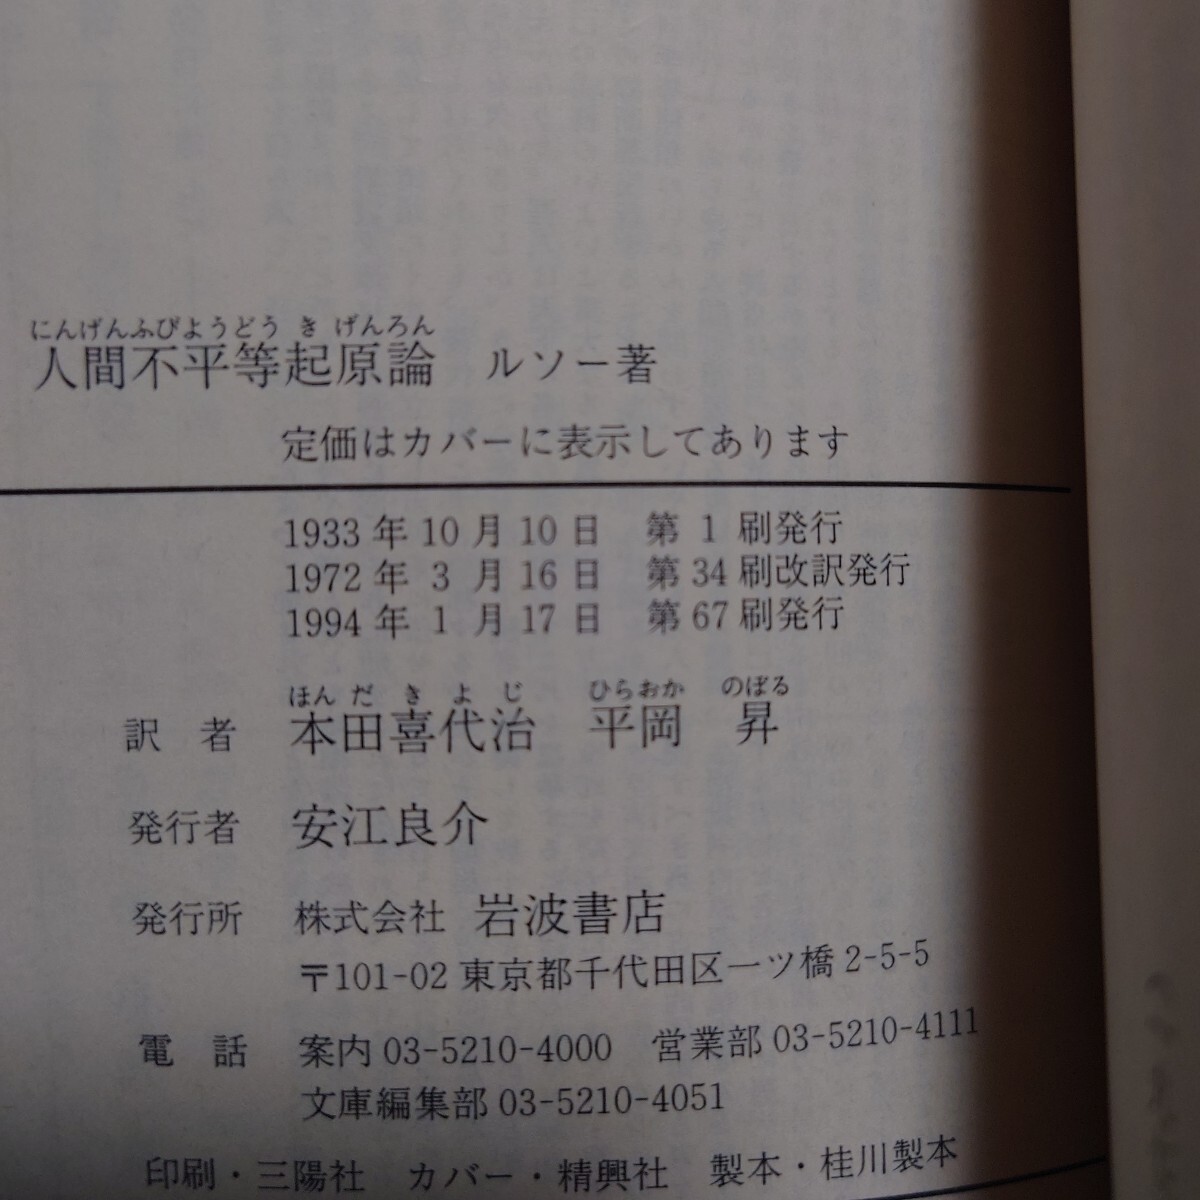 にんげんふびようどう き げんろん
人間不平等起原論 ルソー著
定価はカバーに表示してあります
1933年10月10日 第1刷発行
1972年3月16日 第34刷改訳発行
1994年1月17日 第67刷発行
ほんだ きよじ ひらおか のぼる
訳者 本田喜代治 平岡 昇
発行者 安江良介
発行所 株式会社 岩波書店
〒101-02 東京都千代田区一ツ橋2-5-5
電話 案内03-5210-4000 営業部03-5210-4111
文庫編集部03-5210-4051
印刷・三陽社 カバー・精興社 製本・桂川製本